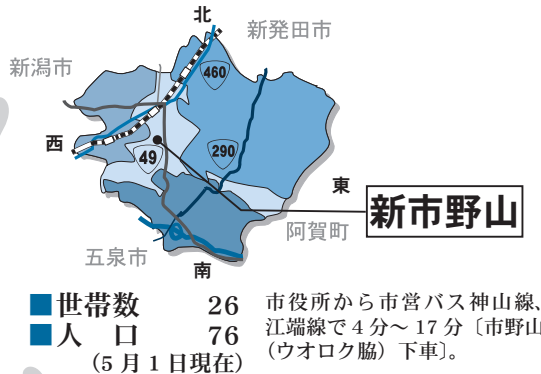 北
新発田市
新潟市
460
西
49
290
東
新市野山
阿賀町
五泉市
南
■世帯数 26
■人 口 76
(5月1日現在)
市役所から市営バス神山線、
江端線で4分～17分〔市野山
(ウオロク脇) 下車〕。